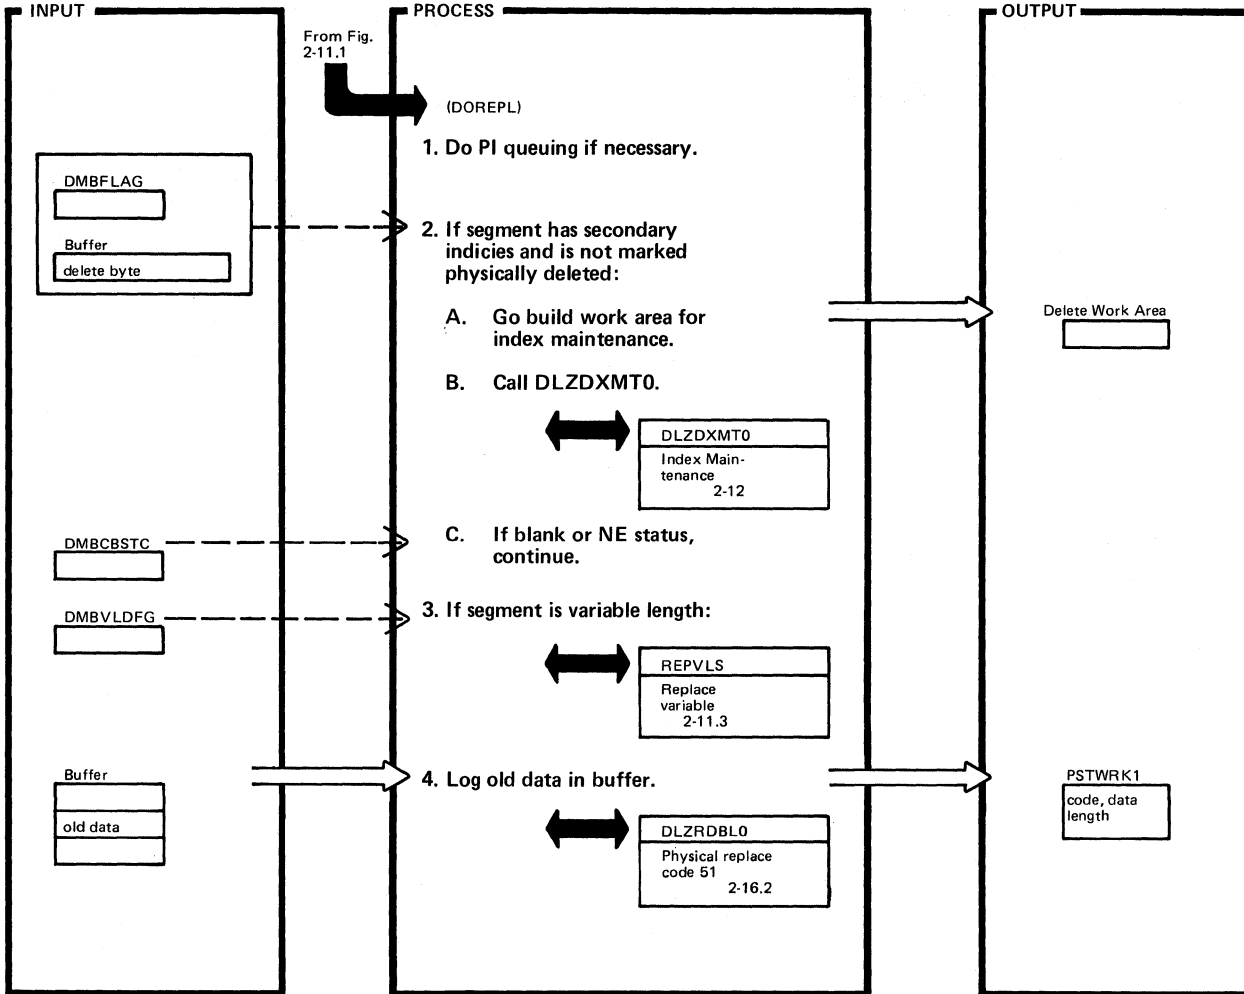 INPUT
PROCESS
OUTPUT
From Fig.
2-11.1
(DOREPL)
1. Do PI queuing if necessary.
DMBFLAG
Buffer
delete byte
2. If segment has secondary
indicies and is not marked
physically deleted:
A. Go build work area for
index maintenance.
Delete Work Area
B. Call DLZDXMT0.
DLZDXMT0
Index Main-
tenance
2-12
DMBCBSTC
C. If blank or NE status,
continue.
DMBVLDFG
3. If segment is variable length:
REPVLS
Replace
variable
2-11.3
Buffer
old data
4. Log old data in buffer.
PSTWRK1
code, data
length
DLZRDBL0
Physical replace
code 51
2-16.2